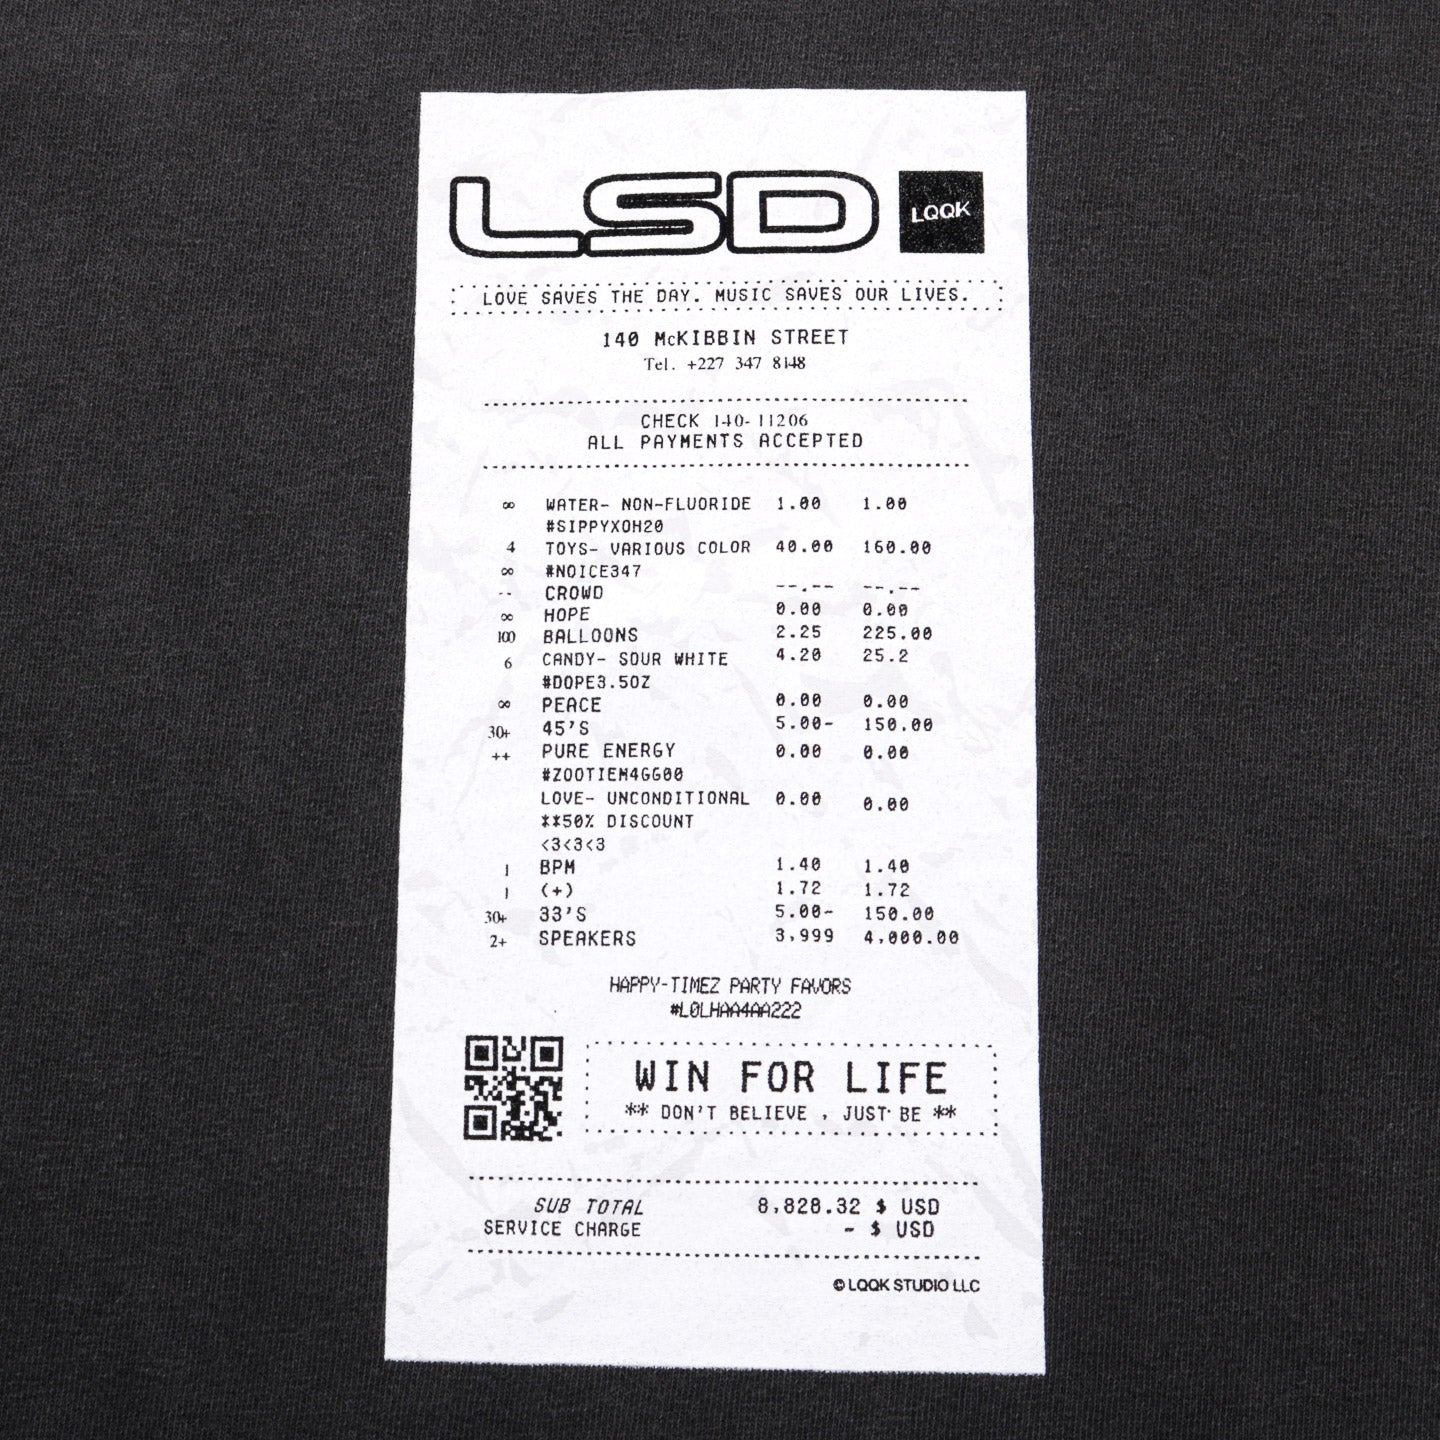 LSD LQQK
LOVE SAVES THE DAY. MUSIC SAVES OUR LIVES.
140 McKIBBIN STREET
Tel. +227 347 8148
CHECK 140-11206
ALL PAYMENTS ACCEPTED
∞ WATER- NON-FLUORIDE 1.00 1.00
#SIPPYXOH20
4 TOYS- VARIOUS COLOR 40.00 160.00
∞ #NOICE347
-- CROWD --.-- --.--
∞ HOPE 0.00 0.00
100 BALLOONS 2.25 225.00
6 CANDY- SOUR WHITE 4.20 25.2
#DOPE3.5OZ
∞ PEACE 0.00 0.00
30+ 45'S 5.00- 150.00
++ PURE ENERGY 0.00 0.00
#ZOOTIEM4GG00
LOVE- UNCONDITIONAL 0.00 0.00
**50% DISCOUNT
<3<3<3
1 BPM 1.40 1.40
1 (+) 1.72 1.72
30+ 33'S 5.00- 150.00
2+ SPEAKERS 3,999 4,000.00
HAPPY-TIMEZ PARTY FAVORS
#L0LHAA4AA222
WIN FOR LIFE
** DON'T BELIEVE , JUST BE **
SUB TOTAL 8,828.32 $ USD
SERVICE CHARGE - $ USD
© LQQK STUDIO LLC